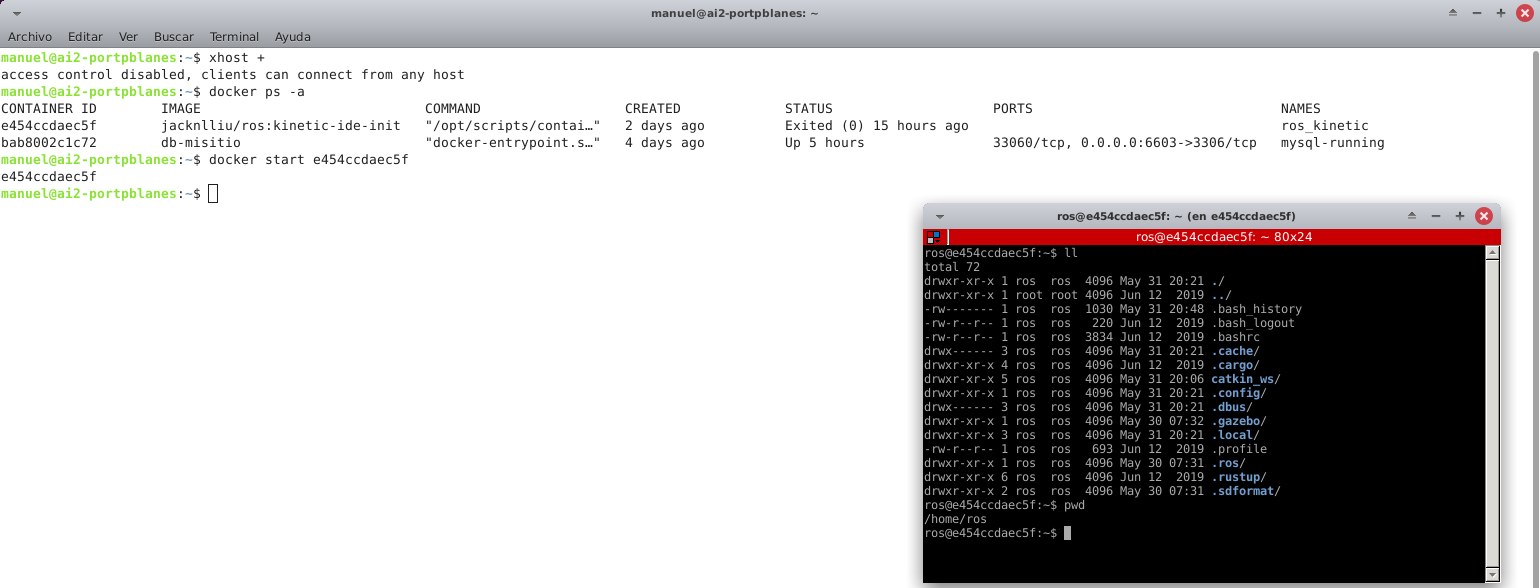 manuel@ai2-portpblanes: ~
Archivo Editar Ver Buscar Terminal Ayuda
manuel@ai2-portpblanes:~$ xhost +
access control disabled, clients can connect from any host
manuel@ai2-portpblanes:~$ docker ps -a
CONTAINER ID IMAGE COMMAND CREATED STATUS PORTS NAMES
e454ccdaec5f jacknlliu/ros:kinetic-ide-init "/opt/scripts/contai…" 2 days ago Exited (0) 15 hours ago ros_kinetic
bab8002c1c72 db-misitio "docker-entrypoint.s…" 4 days ago Up 5 hours 33060/tcp, 0.0.0.0:6603->3306/tcp mysql-running
manuel@ai2-portpblanes:~$ docker start e454ccdaec5f
e454ccdaec5f
manuel@ai2-portpblanes:~$
ros@e454ccdaec5f: ~ (en e454ccdaec5f)
ros@e454ccdaec5f: ~ 80x24
ros@e454ccdaec5f:~$ ll
total 72
drwxr-xr-x 1 ros ros 4096 May 31 20:21 ./
drwxr-xr-x 1 root root 4096 Jun 12 2019 ../
-rw------- 1 ros ros 1030 May 31 20:48 .bash_history
-rw-r--r-- 1 ros ros 220 Jun 12 2019 .bash_logout
-rw-r--r-- 1 ros ros 3834 Jun 12 2019 .bashrc
drwx------ 3 ros ros 4096 May 31 20:21 .cache/
drwxr-xr-x 4 ros ros 4096 Jun 12 2019 .cargo/
drwxr-xr-x 5 ros ros 4096 May 31 20:06 catkin_ws/
drwxr-xr-x 1 ros ros 4096 May 31 20:21 .config/
drwx------ 3 ros ros 4096 May 31 20:21 .dbus/
drwxr-xr-x 1 ros ros 4096 May 30 07:32 .gazebo/
drwxr-xr-x 3 ros ros 4096 May 31 20:21 .local/
-rw-r--r-- 1 ros ros 693 Jun 12 2019 .profile
drwxr-xr-x 1 ros ros 4096 May 30 07:31 .ros/
drwxr-xr-x 6 ros ros 4096 Jun 12 2019 .rustup/
drwxr-xr-x 2 ros ros 4096 May 30 07:31 .sdformat/
ros@e454ccdaec5f:~$ pwd
/home/ros
ros@e454ccdaec5f:~$